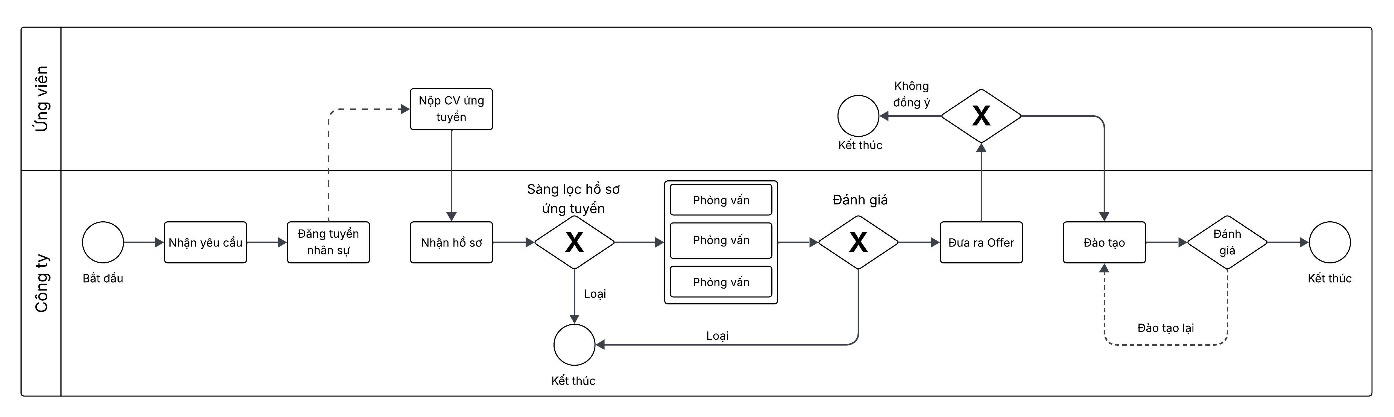 Ứng viên
Nộp CV ứng
tuyển
Không
đồng ý
X
Kết thúc
Công ty
Bắt đầu
Nhận yêu cầu
Đăng tuyển
nhân sự
Nhận hồ sơ
Sàng lọc hồ sơ
ứng tuyển
X
Loại
Kết thúc
Phỏng vấn
Phỏng vấn
Phỏng vấn
Đánh giá
X
Loại
Đưa ra Offer
Đào tạo
Đánh
giá
Đào tạo lại
Kết thúc